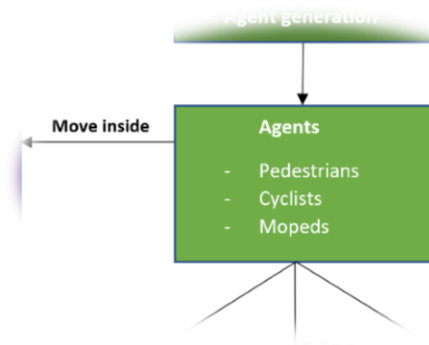 Agent generation
Move inside
Agents
- Pedestrians
- Cyclists
- Mopeds